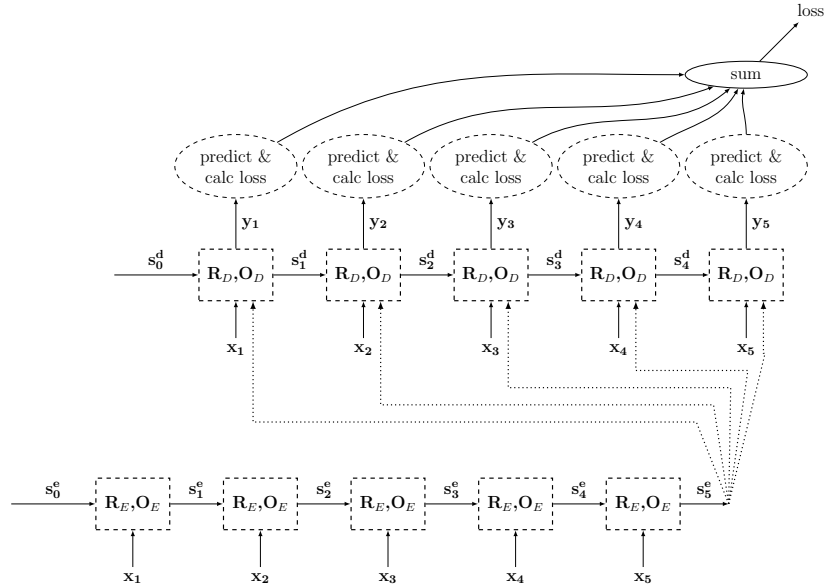 loss
sum
predict &
calc loss
predict &
calc loss
predict &
calc loss
predict &
calc loss
predict &
calc loss
y₁ y₂ y₃ y₄ y₅
s₀ᵈ s₁ᵈ s₂ᵈ s₃ᵈ s₄ᵈ
R_D,O_D R_D,O_D R_D,O_D R_D,O_D R_D,O_D
x₁ x₂ x₃ x₄ x₅
s₀ᵉ s₁ᵉ s₂ᵉ s₃ᵉ s₄ᵉ s₅ᵉ
R_E,O_E R_E,O_E R_E,O_E R_E,O_E R_E,O_E
x₁ x₂ x₃ x₄ x₅